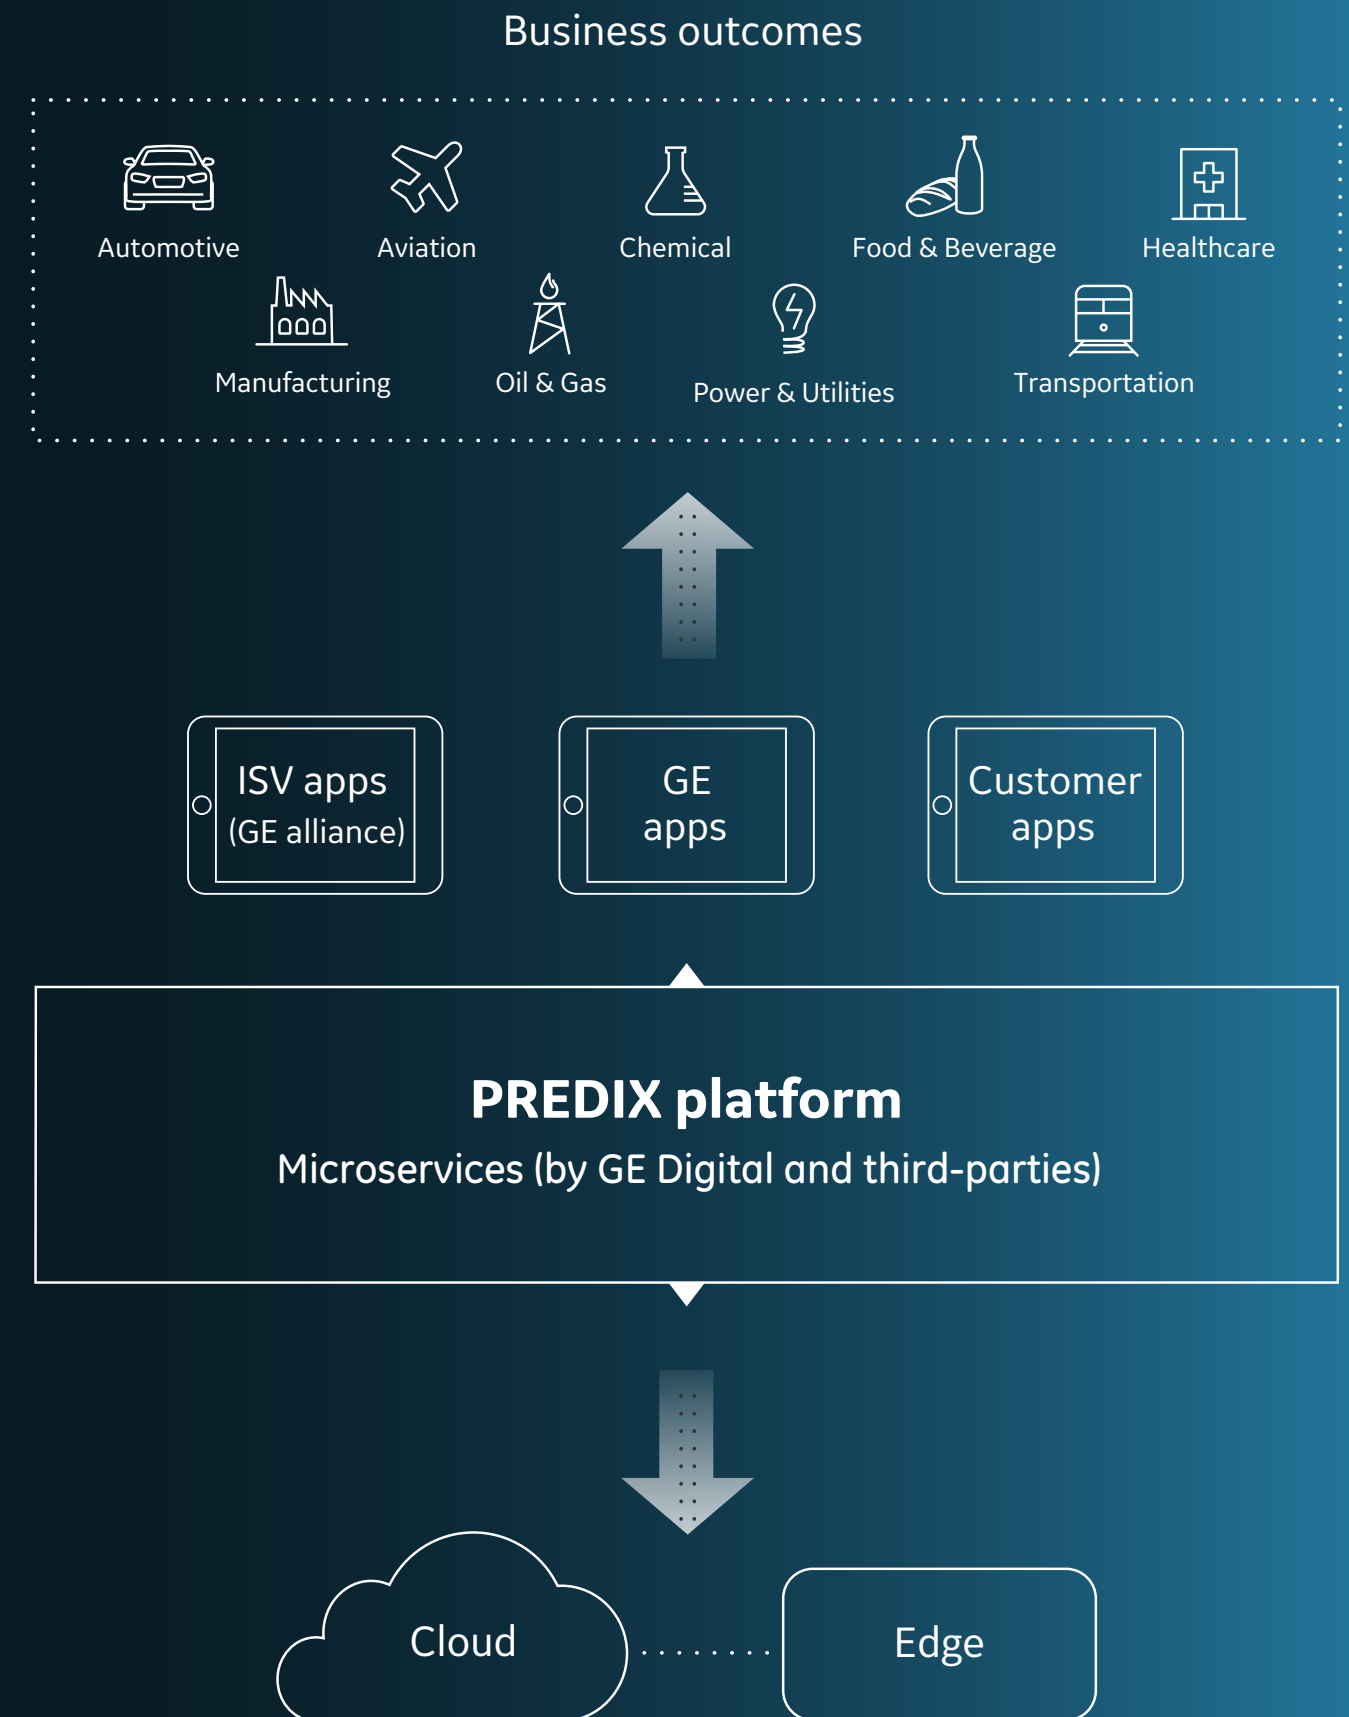 Business outcomes
Automotive
Aviation
Chemical
Food & Beverage
Healthcare
Manufacturing
Oil & Gas
Power & Utilities
Transportation
ISV apps
(GE alliance)
GE
apps
Customer
apps
PREDIX platform
Microservices (by GE Digital and third-parties)
Cloud
Edge